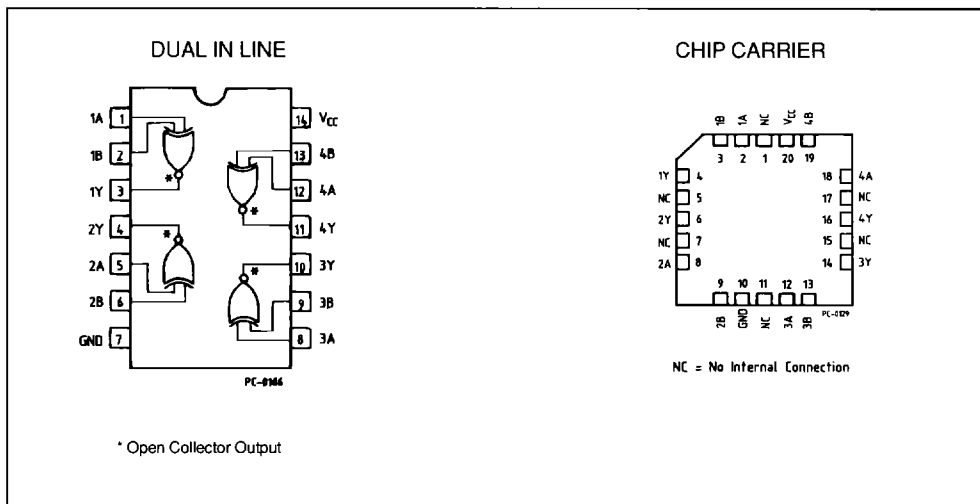 DUAL IN LINE
1A 1 14 VCC
1B 2 13 4B
* 12 4A
1Y 3 *
2Y 4 * 11 4Y
2A 5 * 10 3Y
2B 6 9 3B
GND 7 8 3A
PC-0146
* Open Collector Output
CHIP CARRIER
1B 1A NC VCC 4B
3 2 1 20 19
1Y 4 18 4A
NC 5 17 NC
2Y 6 16 4Y
NC 7 15 NC
2A 8 14 3Y
9 10 11 12 13
2B GND NC 3A 3B
PC-0129
NC = No Internal Connection